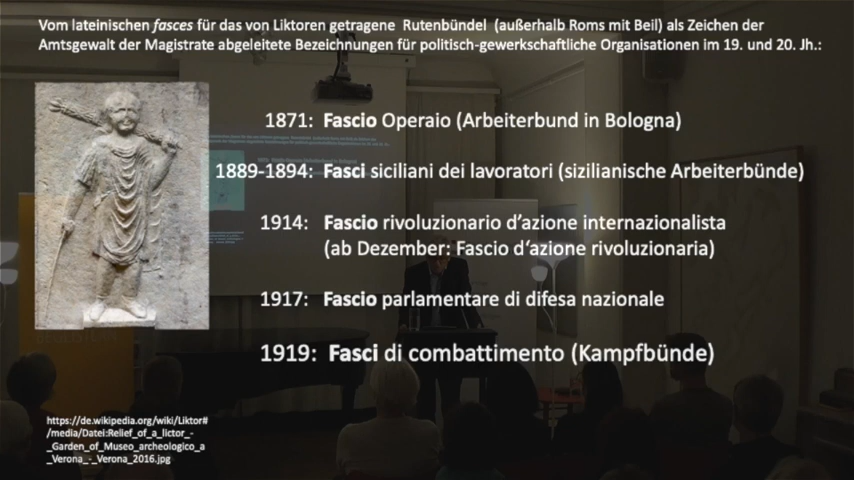 Vom lateinischen fasces für das von Liktoren getragene Rutenbündel (außerhalb Roms mit Beil) als Zeichen der
Amtsgewalt der Magistrate abgeleitete Bezeichnungen für politisch-gewerkschaftliche Organisationen im 19. und 20. Jh.:
1871: Fascio Operaio (Arbeiterbund in Bologna)
1889-1894: Fasci siciliani dei lavoratori (sizilianische Arbeiterbünde)
1914: Fascio rivoluzionario d’azione internazionalista
(ab Dezember: Fascio d‘azione rivoluzionaria)
1917: Fascio parlamentare di difesa nazionale
1919: Fasci di combattimento (Kampfbünde)
https://de.wikipedia.org/wiki/Liktor#
/media/Datei:Relief_of_a_lictor_-
_Garden_of_Museo_archeologico_a
_Verona_-_Verona_2016.jpg